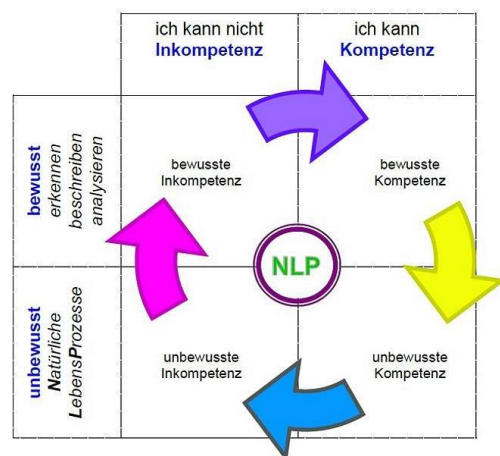 ich kann nicht
Inkompetenz
ich kann
Kompetenz
bewusst
erkennen
beschreiben
analysieren
bewusste
Inkompetenz
bewusste
Kompetenz
NLP
unbewusst
Natürliche
LebensProzesse
unbewusste
Inkompetenz
unbewusste
Kompetenz